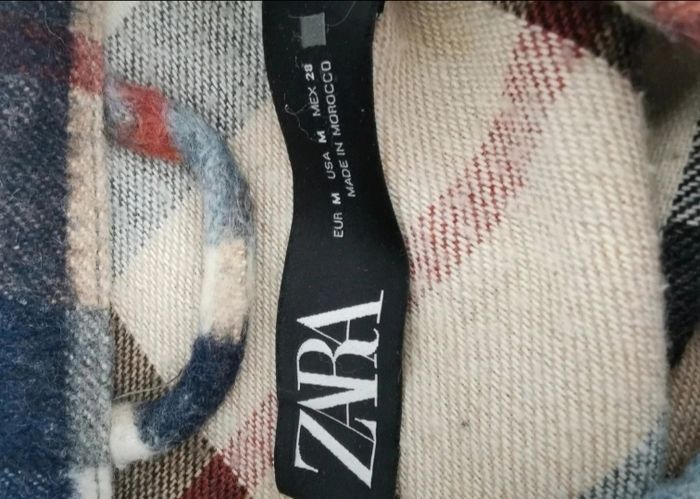 ZARA
EUR M USA M MEX 28
MADE IN MOROCCO